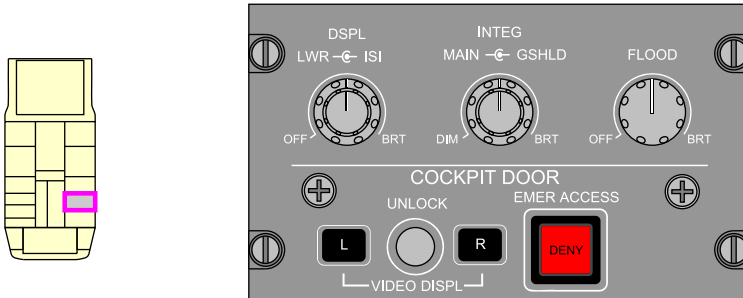 DSPL
LWR ISI
OFF BRT
INTEG
MAIN GSHLD
DIM BRT
FLOOD
OFF BRT
COCKPIT DOOR
UNLOCK
EMER ACCESS
L
R
DENY
VIDEO DISPL